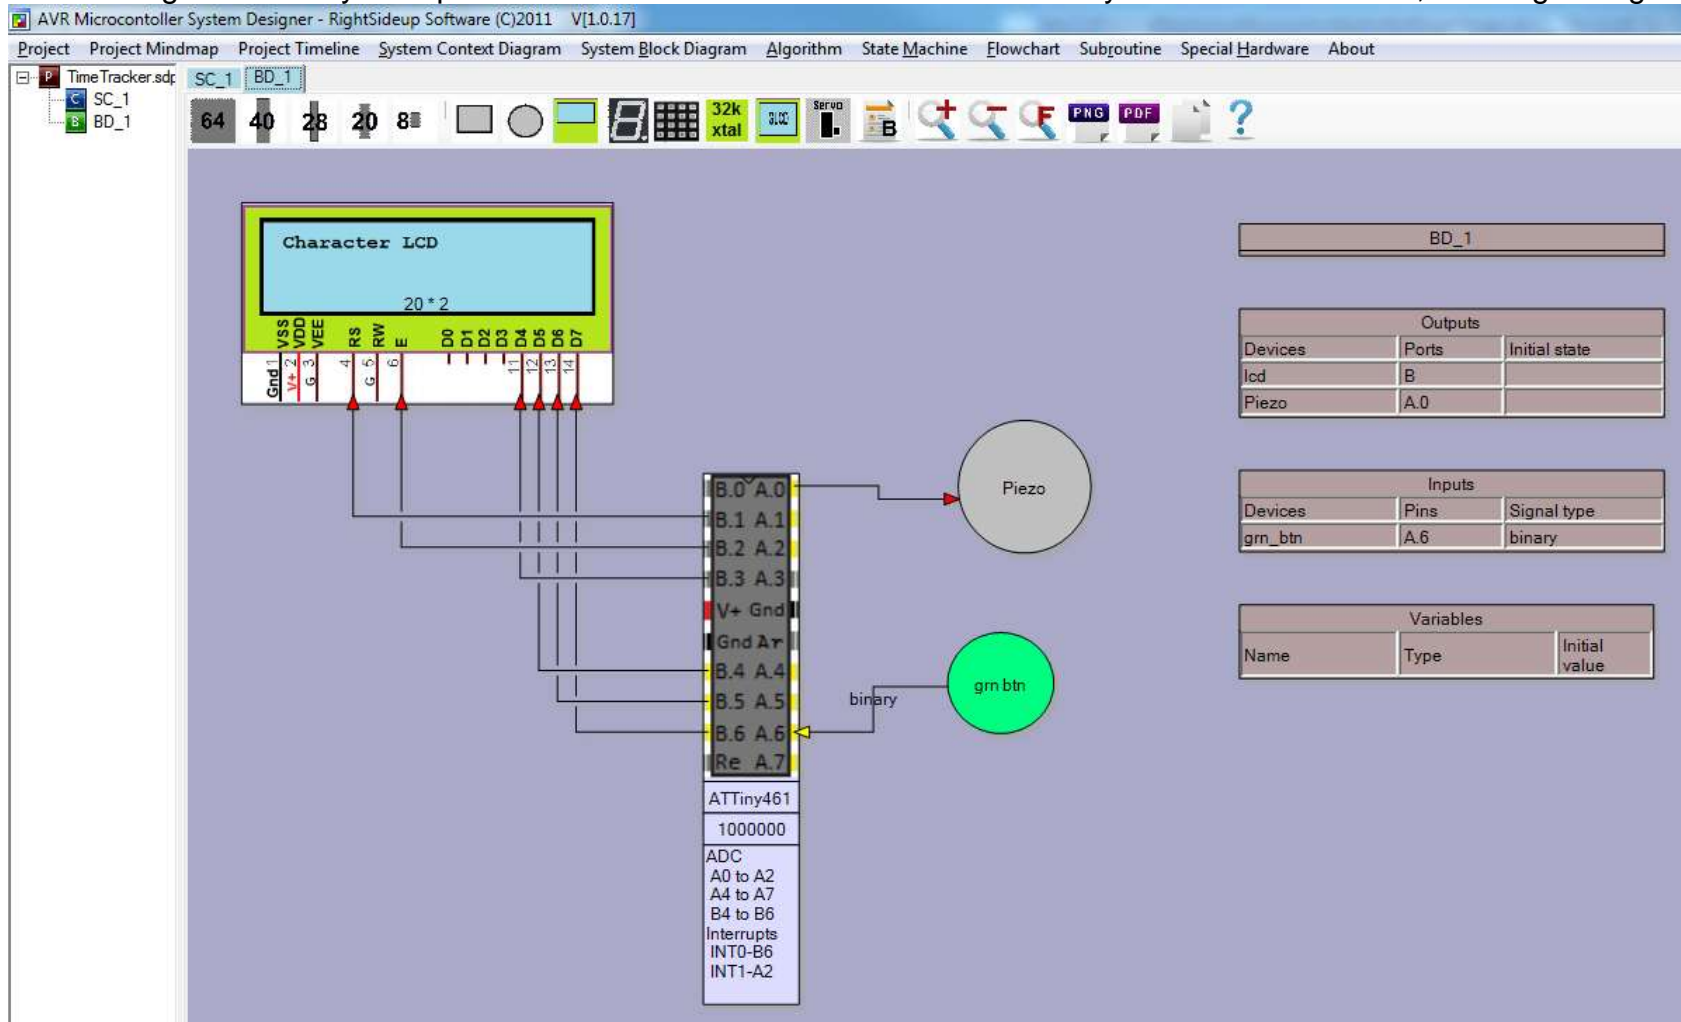 AVR Microcontoller System Designer - RightSideup Software (C)2011 V[1.0.17]
Project Project Mindmap Project Timeline System Context Diagram System Block Diagram Algorithm State Machine Flowchart Subroutine Special Hardware About
TimeTracker.sdp
SC_1
BD_1
SC_1 BD_1
64 40 28 20 8 32k xtal GLCD Servo B F PNG PDF ?
Character LCD
20 * 2
VSS VDD VEE RS RW E D0 D1 D2 D3 D4 D5 D6 D7
Gnd 1 V+ 2 G 3 4 G 5 6 11 12 13 14
B.0 A.0
B.1 A.1
B.2 A.2
B.3 A.3
V+ Gnd
Gnd Ar
B.4 A.4
B.5 A.5
B.6 A.6
Re A.7
ATTiny461
1000000
ADC
A0 to A2
A4 to A7
B4 to B6
Interrupts
INT0-B6
INT1-A2
Piezo
grn btn
binary
BD_1
Outputs
Devices Ports Initial state
lcd B
Piezo A.0
Inputs
Devices Pins Signal type
grn_btn A.6 binary
Variables
Name Type Initial value